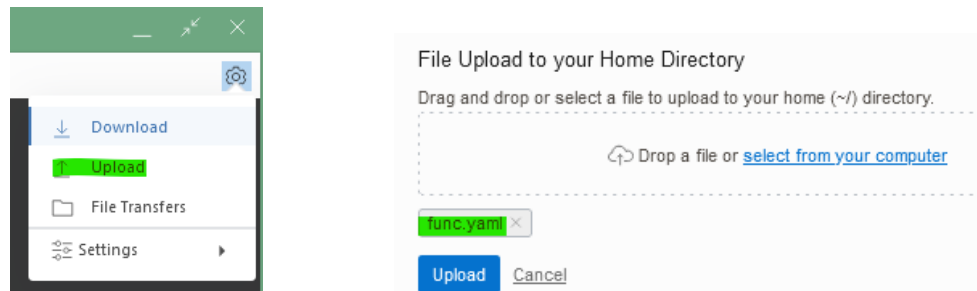 Download
Upload
File Transfers
Settings
File Upload to your Home Directory
Drag and drop or select a file to upload to your home (~/) directory.
Drop a file or select from your computer
func.yaml
Upload Cancel